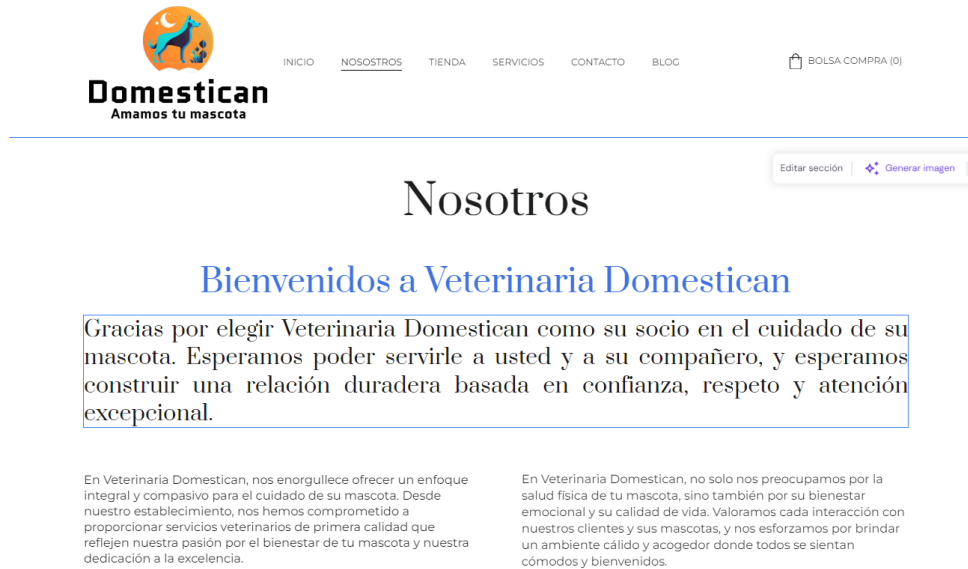 Domestican
Amamos tu mascota
INICIO NOSOSTROS TIENDA SERVICIOS CONTACTO BLOG BOLSA COMPRA (0)
Editar sección Generar imagen
Nosotros
Bienvenidos a Veterinaria Domestican
Gracias por elegir Veterinaria Domestican como su socio en el cuidado de su
mascota. Esperamos poder servirle a usted y a su compañero, y esperamos
construir una relación duradera basada en confianza, respeto y atención
excepcional.
En Veterinaria Domestican, nos enorgullece ofrecer un enfoque
integral y compasivo para el cuidado de su mascota. Desde
nuestro establecimiento, nos hemos comprometido a
proporcionar servicios veterinarios de primera calidad que
reflejen nuestra pasión por el bienestar de tu mascota y nuestra
dedicación a la excelencia.
En Veterinaria Domestican, no solo nos preocupamos por la
salud física de tu mascota, sino también por su bienestar
emocional y su calidad de vida. Valoramos cada interacción con
nuestros clientes y sus mascotas, y nos esforzamos por brindar
un ambiente cálido y acogedor donde todos se sientan
cómodos y bienvenidos.